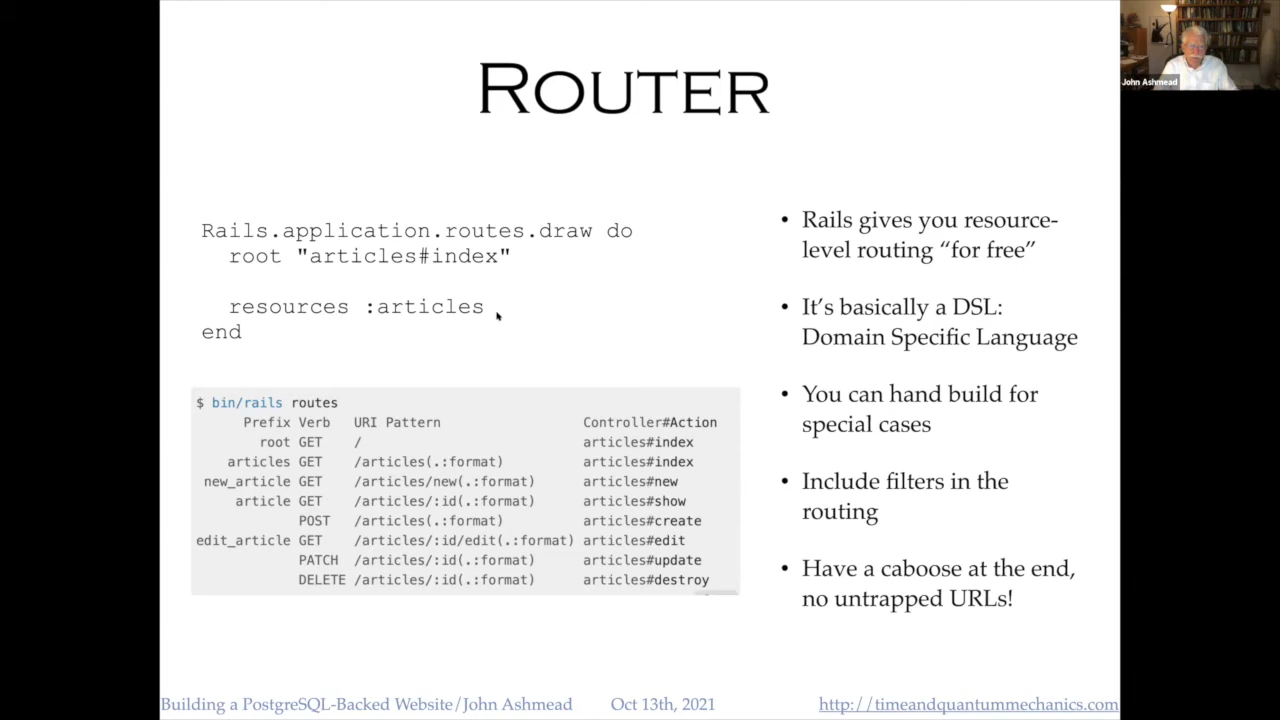 ROUTER
John Ashmead
Rails.application.routes.draw do
root "articles#index"
resources :articles
end
$ bin/rails routes
Prefix Verb URI Pattern Controller#Action
root GET / articles#index
articles GET /articles(.:format) articles#index
new_article GET /articles/new(.:format) articles#new
article GET /articles/:id(.:format) articles#show
POST /articles(.:format) articles#create
edit_article GET /articles/:id/edit(.:format) articles#edit
PATCH /articles/:id(.:format) articles#update
DELETE /articles/:id(.:format) articles#destroy
• Rails gives you resource-
level routing “for free”
• It’s basically a DSL:
Domain Specific Language
• You can hand build for
special cases
• Include filters in the
routing
• Have a caboose at the end,
no untrapped URLs!
Building a PostgreSQL-Backed Website/John Ashmead Oct 13th, 2021 http://timeandquantummechanics.com